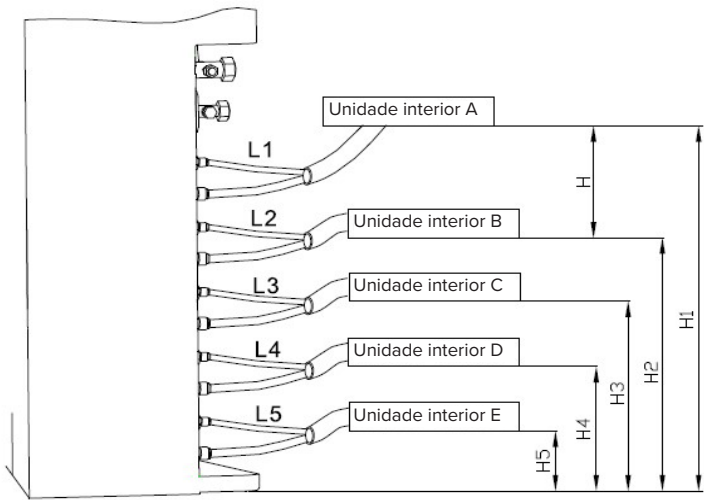 Unidade interior A
L1
H
L2
Unidade interior B
L3
Unidade interior C
H1
L4
Unidade interior D
H2
H3
H4
L5
Unidade interior E
H5